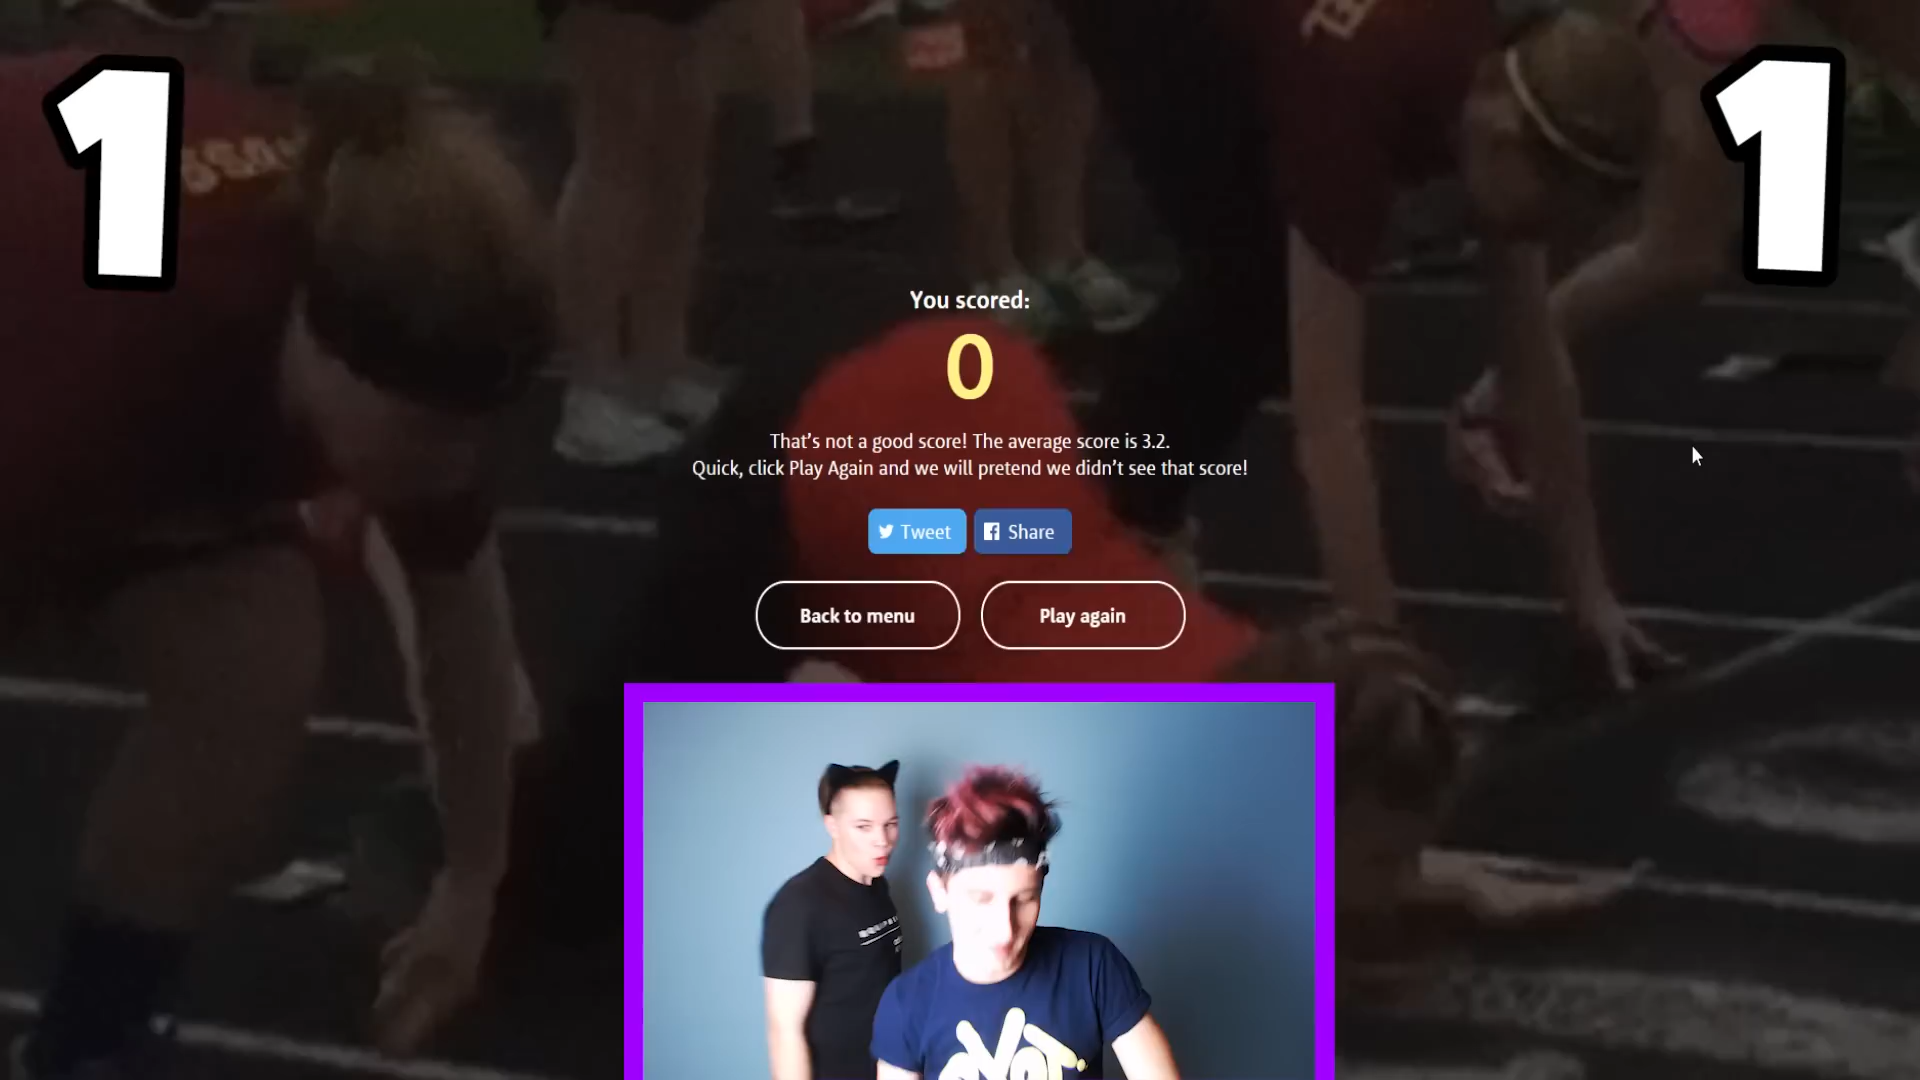 1
1
You scored:
0
That's not a good score! The average score is 3.2.
Quick, click Play Again and we will pretend we didn't see that score!
Tweet
Share
Back to menu
Play again